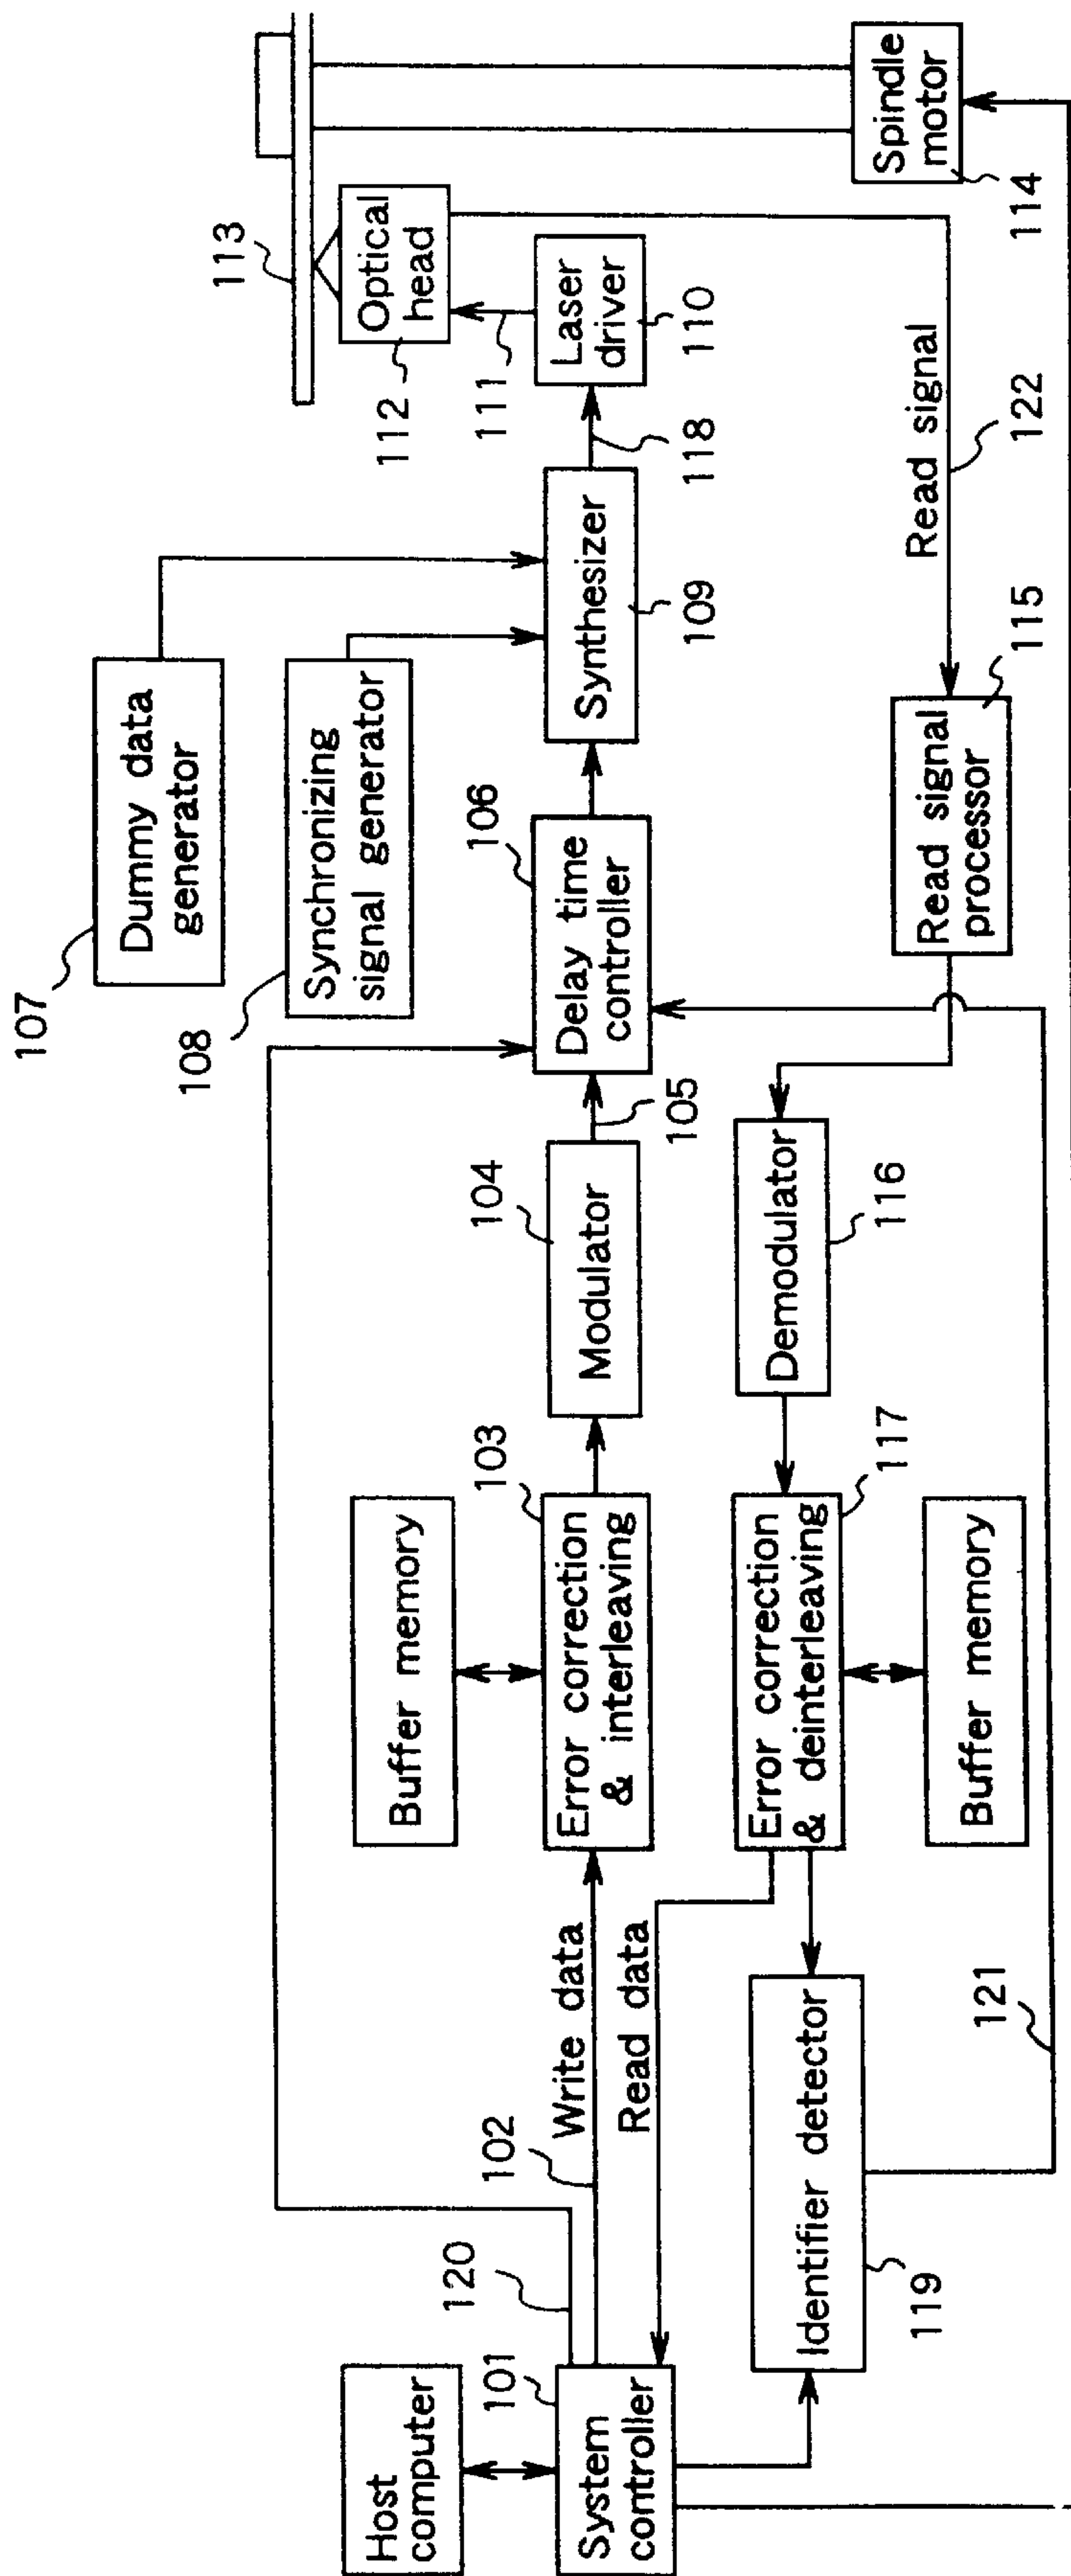 Host
computer
101
System
controller
120
102
Write data
Read data
Buffer memory
103
Error correction
& interleaving
104
Modulator
105
106
Delay time
controller
107
Dummy data
generator
108
Synchronizing
signal generator
Synthesizer
109
118
Laser
driver
110
111
112
Optical
head
113
Spindle
motor
114
Read signal
122
115
Read signal
processor
Demodulator
116
117
Error correction
& deinterleaving
Buffer memory
Identifier detector
119
121